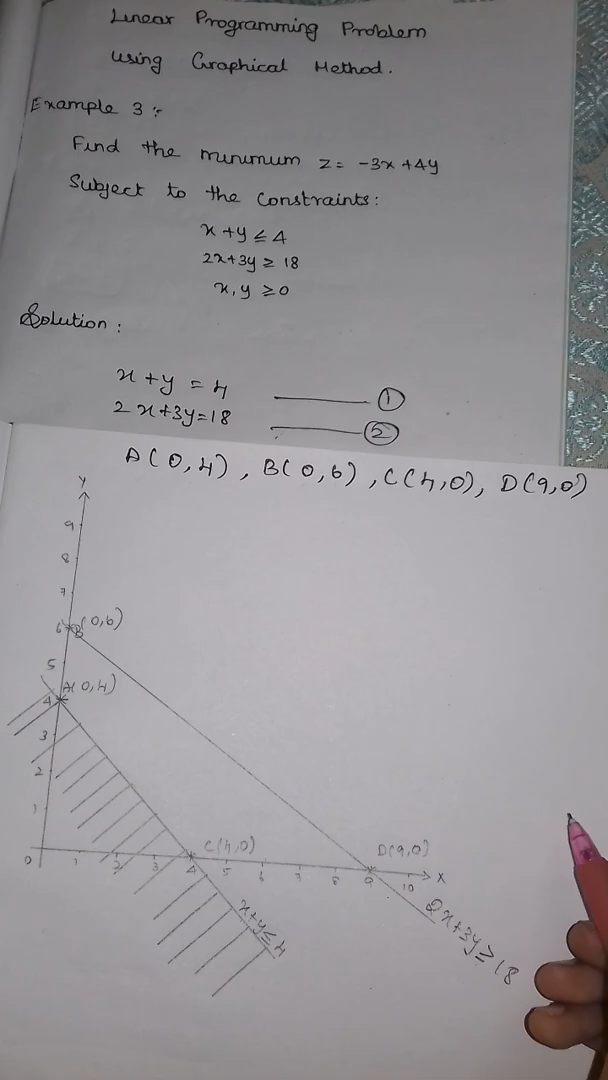 Linear Programming Problem
using Graphical Method.
Example 3 :-
Find the minimum z = -3x +4y
Subject to the constraints:
x +y ≤ 4
2x+3y ≥ 18
x, y ≥0
Solution :
x + y = 4 ——— ①
2x+3y=18 ——— ②
A(0,4) , B(0,6) , C(4,0), D(9,0)
Y
9
8
7
6 B(0,6)
5
A(0,4)
4
3
2
1
C(4,0) D(9,0)
0 1 2 3 4 5 6 7 8 9 10 X
x+y≤4
2x+3y≥18